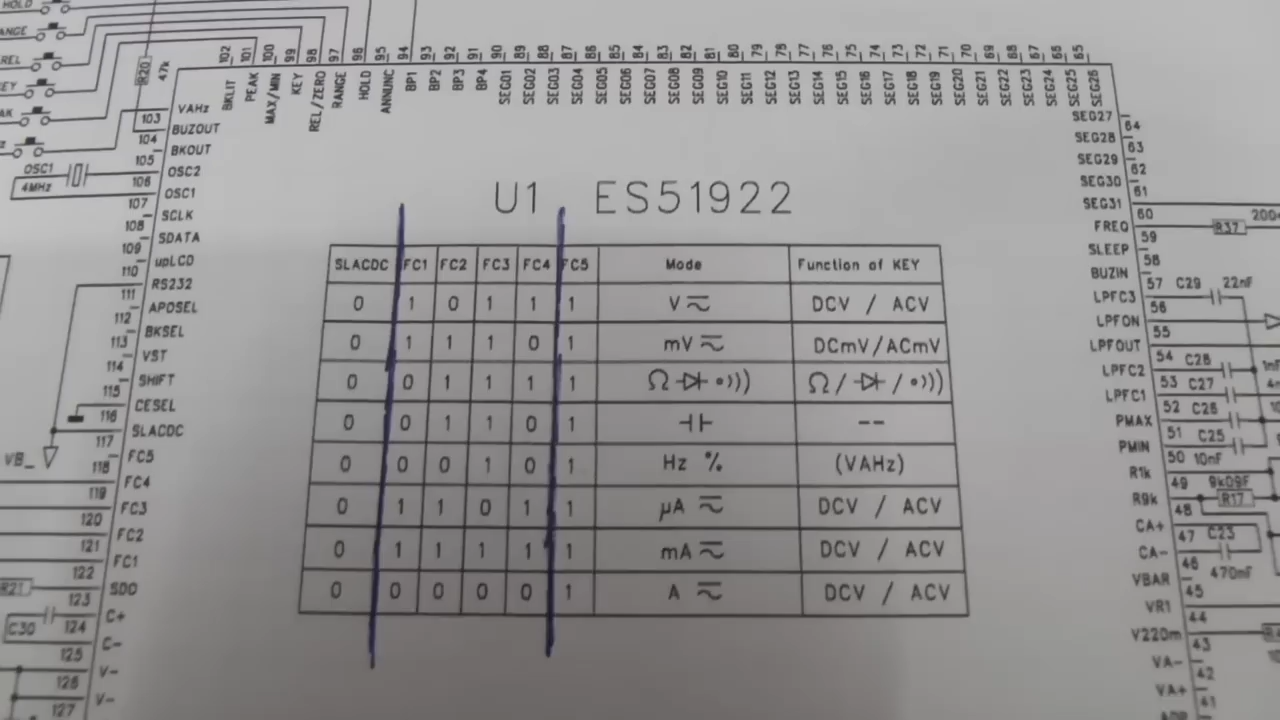 HOLD
ANGE
REL
KEY
AK
z
R20
47k
102 101 100 99 98 97 96 95 94 93 92 91 90 89 88 87 86 85 84 83 82 81 80 79 78 77 76 75 74 73 72 71 70 69 68 67 66 65
BKLIT PEAK MAX/MIN KEY REL/ZERO RANGE HOLD ANNUNC BP1 BP2 BP3 BP4 SEG01 SEG02 SEG03 SEG04 SEG05 SEG06 SEG07 SEG08 SEG09 SEG10 SEG11 SEG12 SEG13 SEG14 SEG15 SEG16 SEG17 SEG18 SEG19 SEG20 SEG21 SEG22 SEG23 SEG24 SEG25 SEG26
VAHz
103 BUZOUT
104 BKOUT
105 OSC2
106 OSC1
107 SCLK
108 SDATA
109 upLCD
110 RS232
111 APOSEL
112 BKSEL
113 VST
114 SHIFT
115 CESEL
116 SLACDC
117 FC5
118 FC4
119 FC3
120 FC2
121 FC1
122 SDO
123 C+
124 C-
125 V-
126 V-
127
OSC1
4MHz
VB_
R21
C30
U1 ES51922
SLACDC FC1 FC2 FC3 FC4 FC5 Mode Function of KEY
0 1 0 1 1 1 V⎓~ DCV / ACV
0 1 1 1 0 1 mV⎓~ DCmV/ACmV
0 0 1 1 1 1 Ω →|- •))) Ω / →|- / •)))
0 0 1 1 0 1 ⊣⊢ --
0 0 0 1 0 1 Hz % (VAHz)
0 1 1 0 1 1 µA ⎓~ DCV / ACV
0 1 1 1 1 1 mA⎓~ DCV / ACV
0 0 0 0 0 1 A ⎓~ DCV / ACV
SEG27
64
SEG28
63
SEG29
62
SEG30
61
SEG31
60
FREQ R37 200
59
SLEEP
58
BUZIN
57 C29 22nF
LPFC3
56
LPFON
55
LPFOUT
54 C28 1nF
LPFC2
53 C27
LPFC1
52 C26
PMAX
51 C25
PMIN
50 10nF
R1k
49 9k09F
R9k R17
48
CA+
47 C23
CA-
46 470nF
VBAR
45
VR1
44
V220m
43
VA-
42
VA+
41